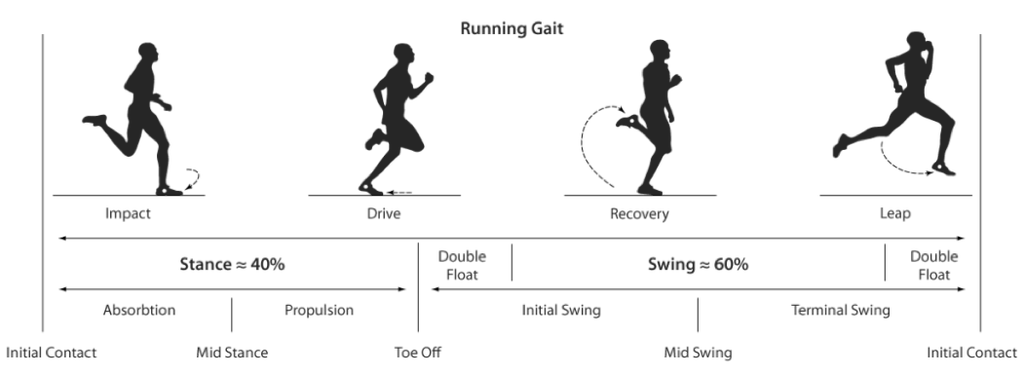 Running Gait
Impact
Drive
Recovery
Leap
Stance ≈ 40%
Double
Float
Swing ≈ 60%
Double
Float
Absorbtion
Propulsion
Initial Swing
Terminal Swing
Initial Contact
Mid Stance
Toe Off
Mid Swing
Initial Contact